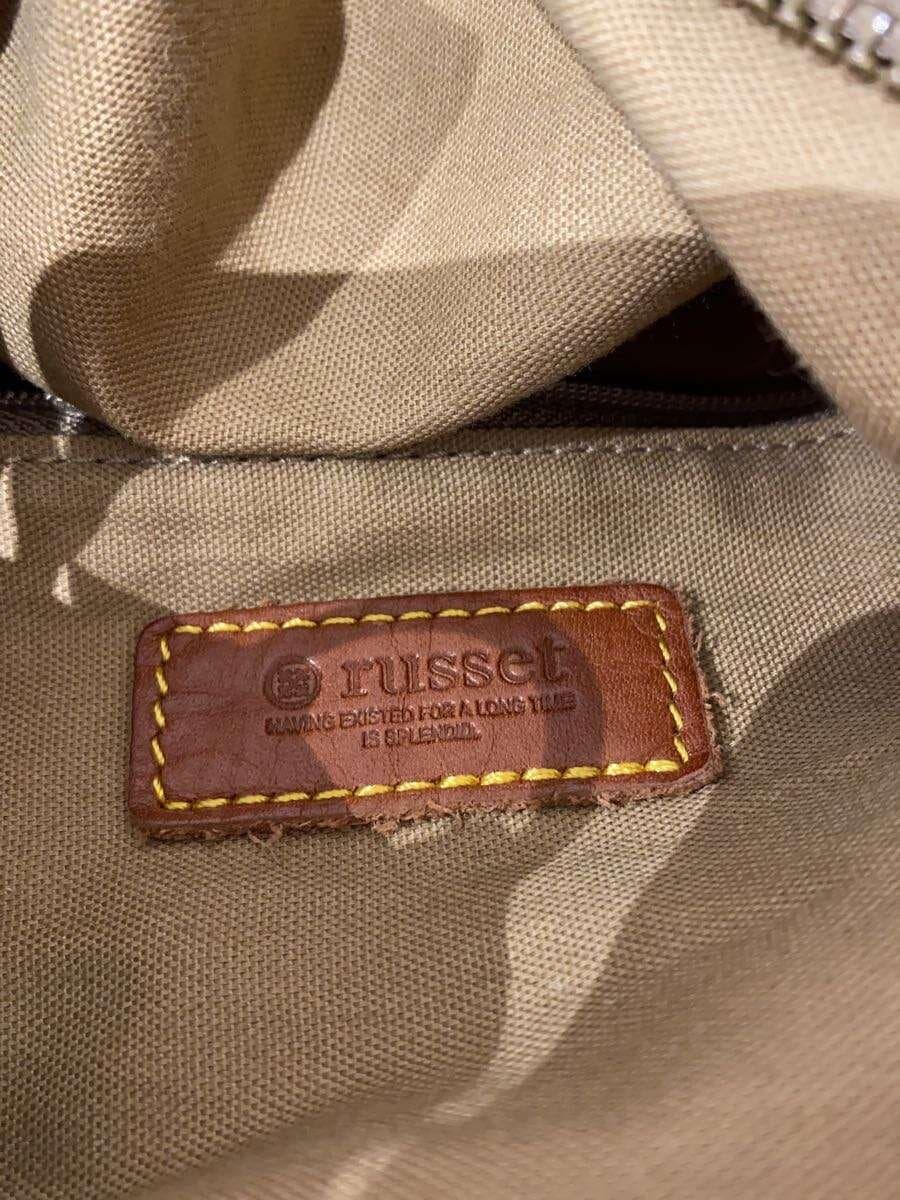 russet
HAVING EXISTED FOR A LONG TIME
IS SPLENDID.